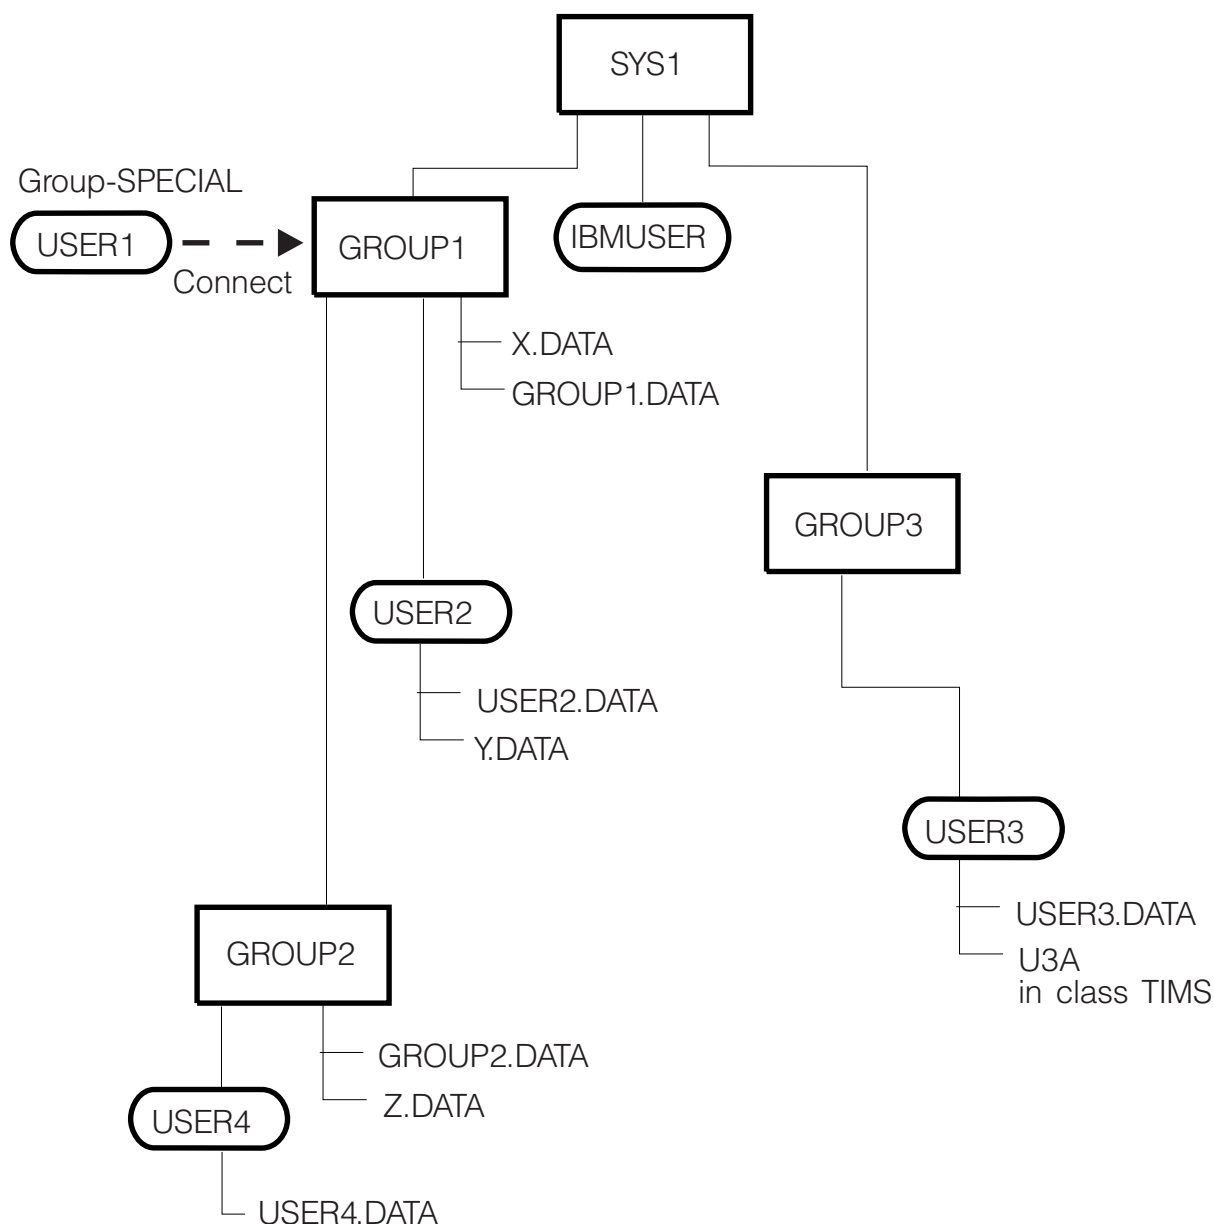 SYS1
Group-SPECIAL
USER1
Connect
GROUP1
IBMUSER
X.DATA
GROUP1.DATA
GROUP3
USER2
USER2.DATA
Y.DATA
USER3
USER3.DATA
U3A
in class TIMS
GROUP2
GROUP2.DATA
Z.DATA
USER4
USER4.DATA